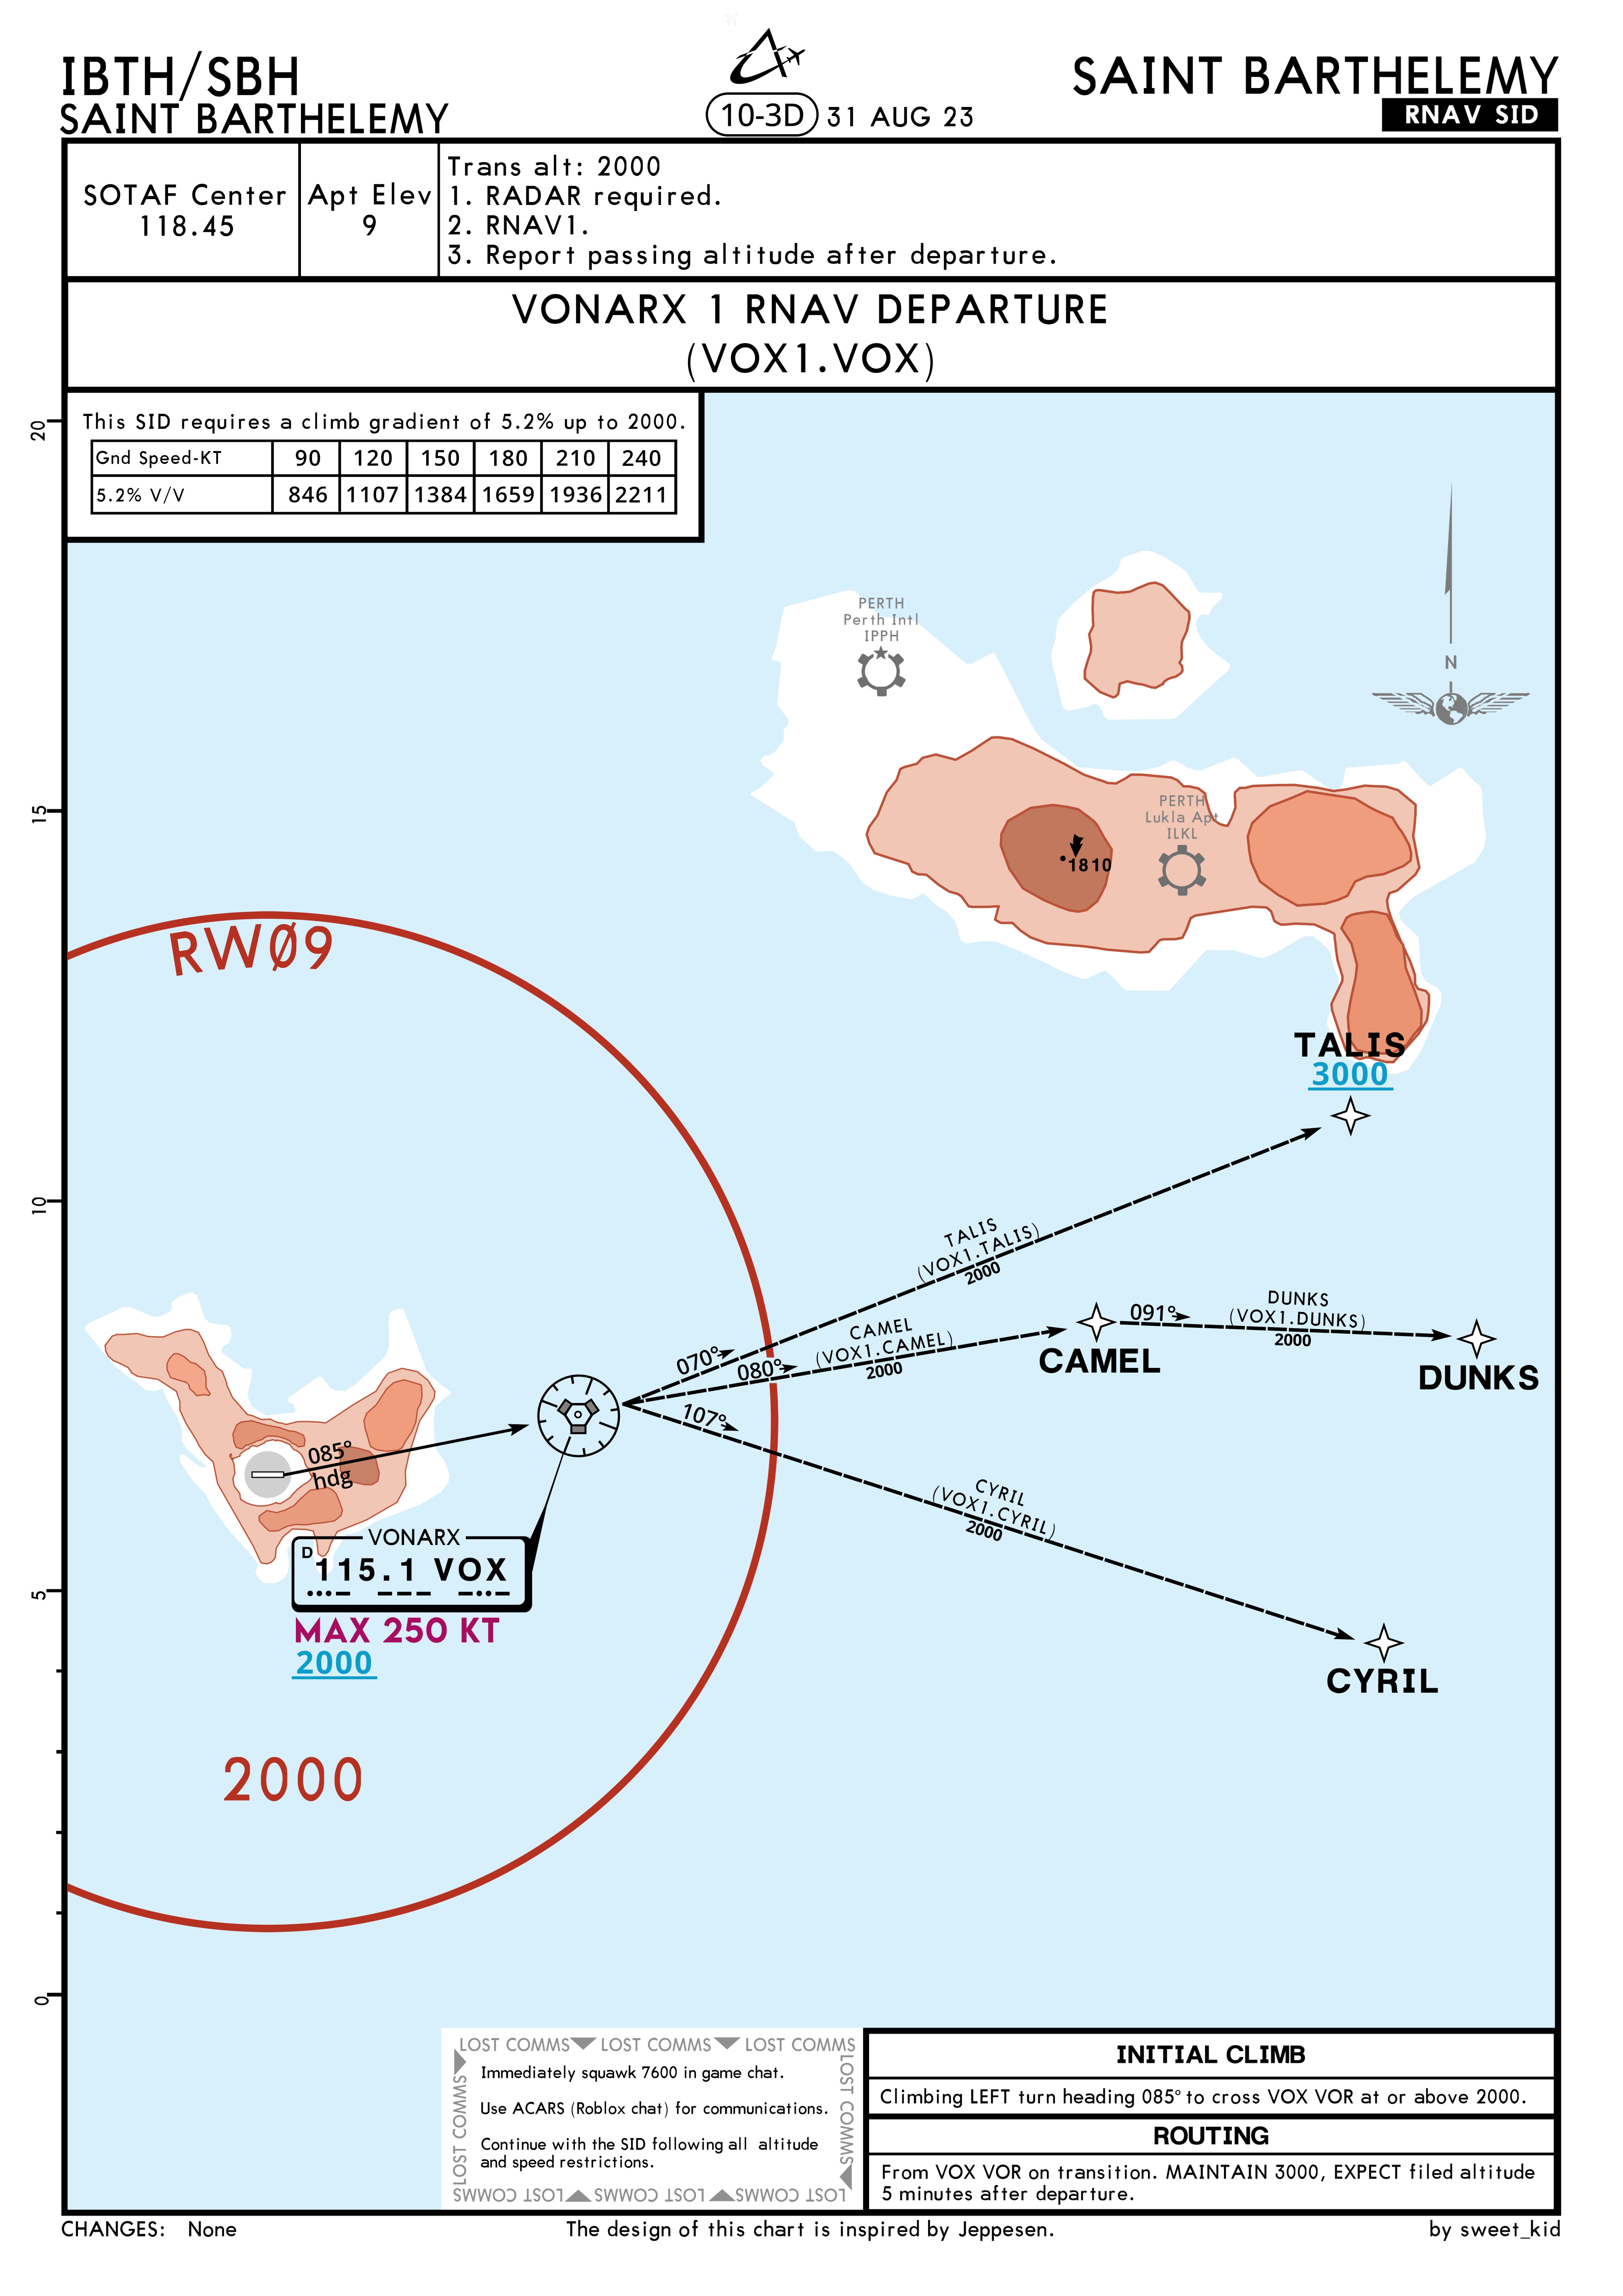 IBTH/SBH
SAINT BARTHELEMY
10-3D 31 AUG 23
SAINT BARTHELEMY
RNAV SID
SOTAF Center
118.45
Apt Elev
9
Trans alt: 2000
1. RADAR required.
2. RNAV1.
3. Report passing altitude after departure.
VONARX 1 RNAV DEPARTURE
(VOX1.VOX)
This SID requires a climb gradient of 5.2% up to 2000.
Gnd Speed-KT 90 120 150 180 210 240
5.2% V/V 846 1107 1384 1659 1936 2211
20
15
10
5
0
PERTH
Perth Intl
IPPH
N
PERTH
Lukla Apt
ILKL
1810
RWØ9
TALIS
3000
TALIS
(VOX1.TALIS)
2000
070°
080°
CAMEL
(VOX1.CAMEL)
2000
091°
DUNKS
(VOX1.DUNKS)
2000
CAMEL
DUNKS
107°
CYRIL
(VOX1.CYRIL)
2000
CYRIL
085°
hdg
VONARX
D 115.1 VOX
MAX 250 KT
2000
2000
LOST COMMS LOST COMMS LOST COMMS
LOST COMMS
LOST COMMS
LOST COMMS LOST COMMS LOST COMMS
Immediately squawk 7600 in game chat.
Use ACARS (Roblox chat) for communications.
Continue with the SID following all altitude
and speed restrictions.
INITIAL CLIMB
Climbing LEFT turn heading 085° to cross VOX VOR at or above 2000.
ROUTING
From VOX VOR on transition. MAINTAIN 3000, EXPECT filed altitude
5 minutes after departure.
CHANGES: None
The design of this chart is inspired by Jeppesen.
by sweet_kid